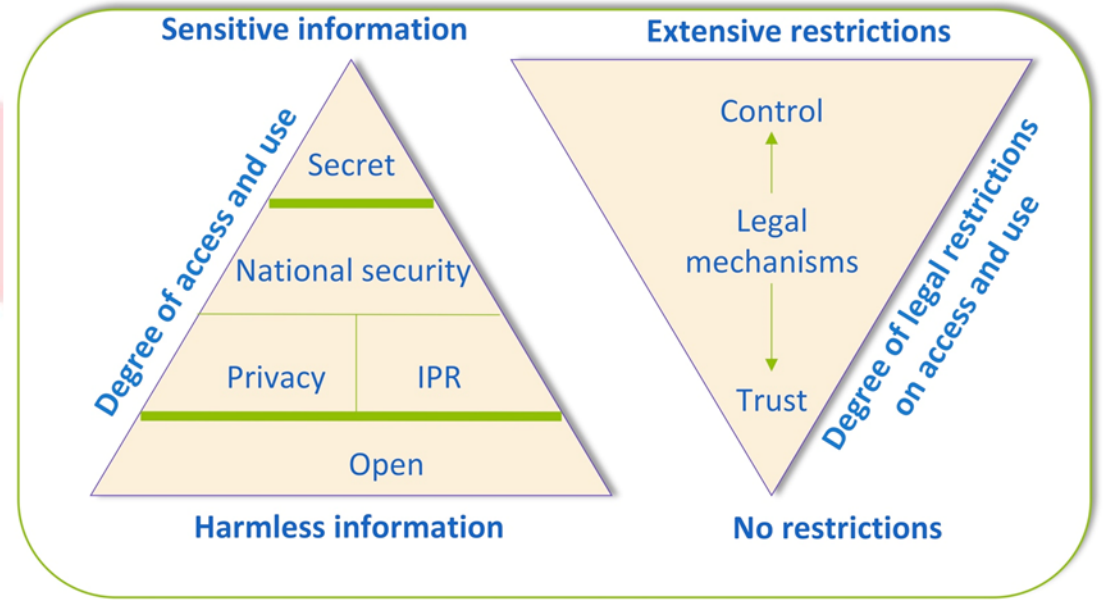 Sensitive information
Extensive restrictions
Degree of access and use
Secret
National security
Privacy
IPR
Open
Harmless information
Control
Legal
mechanisms
Trust
Degree of legal restrictions
on access and use
No restrictions